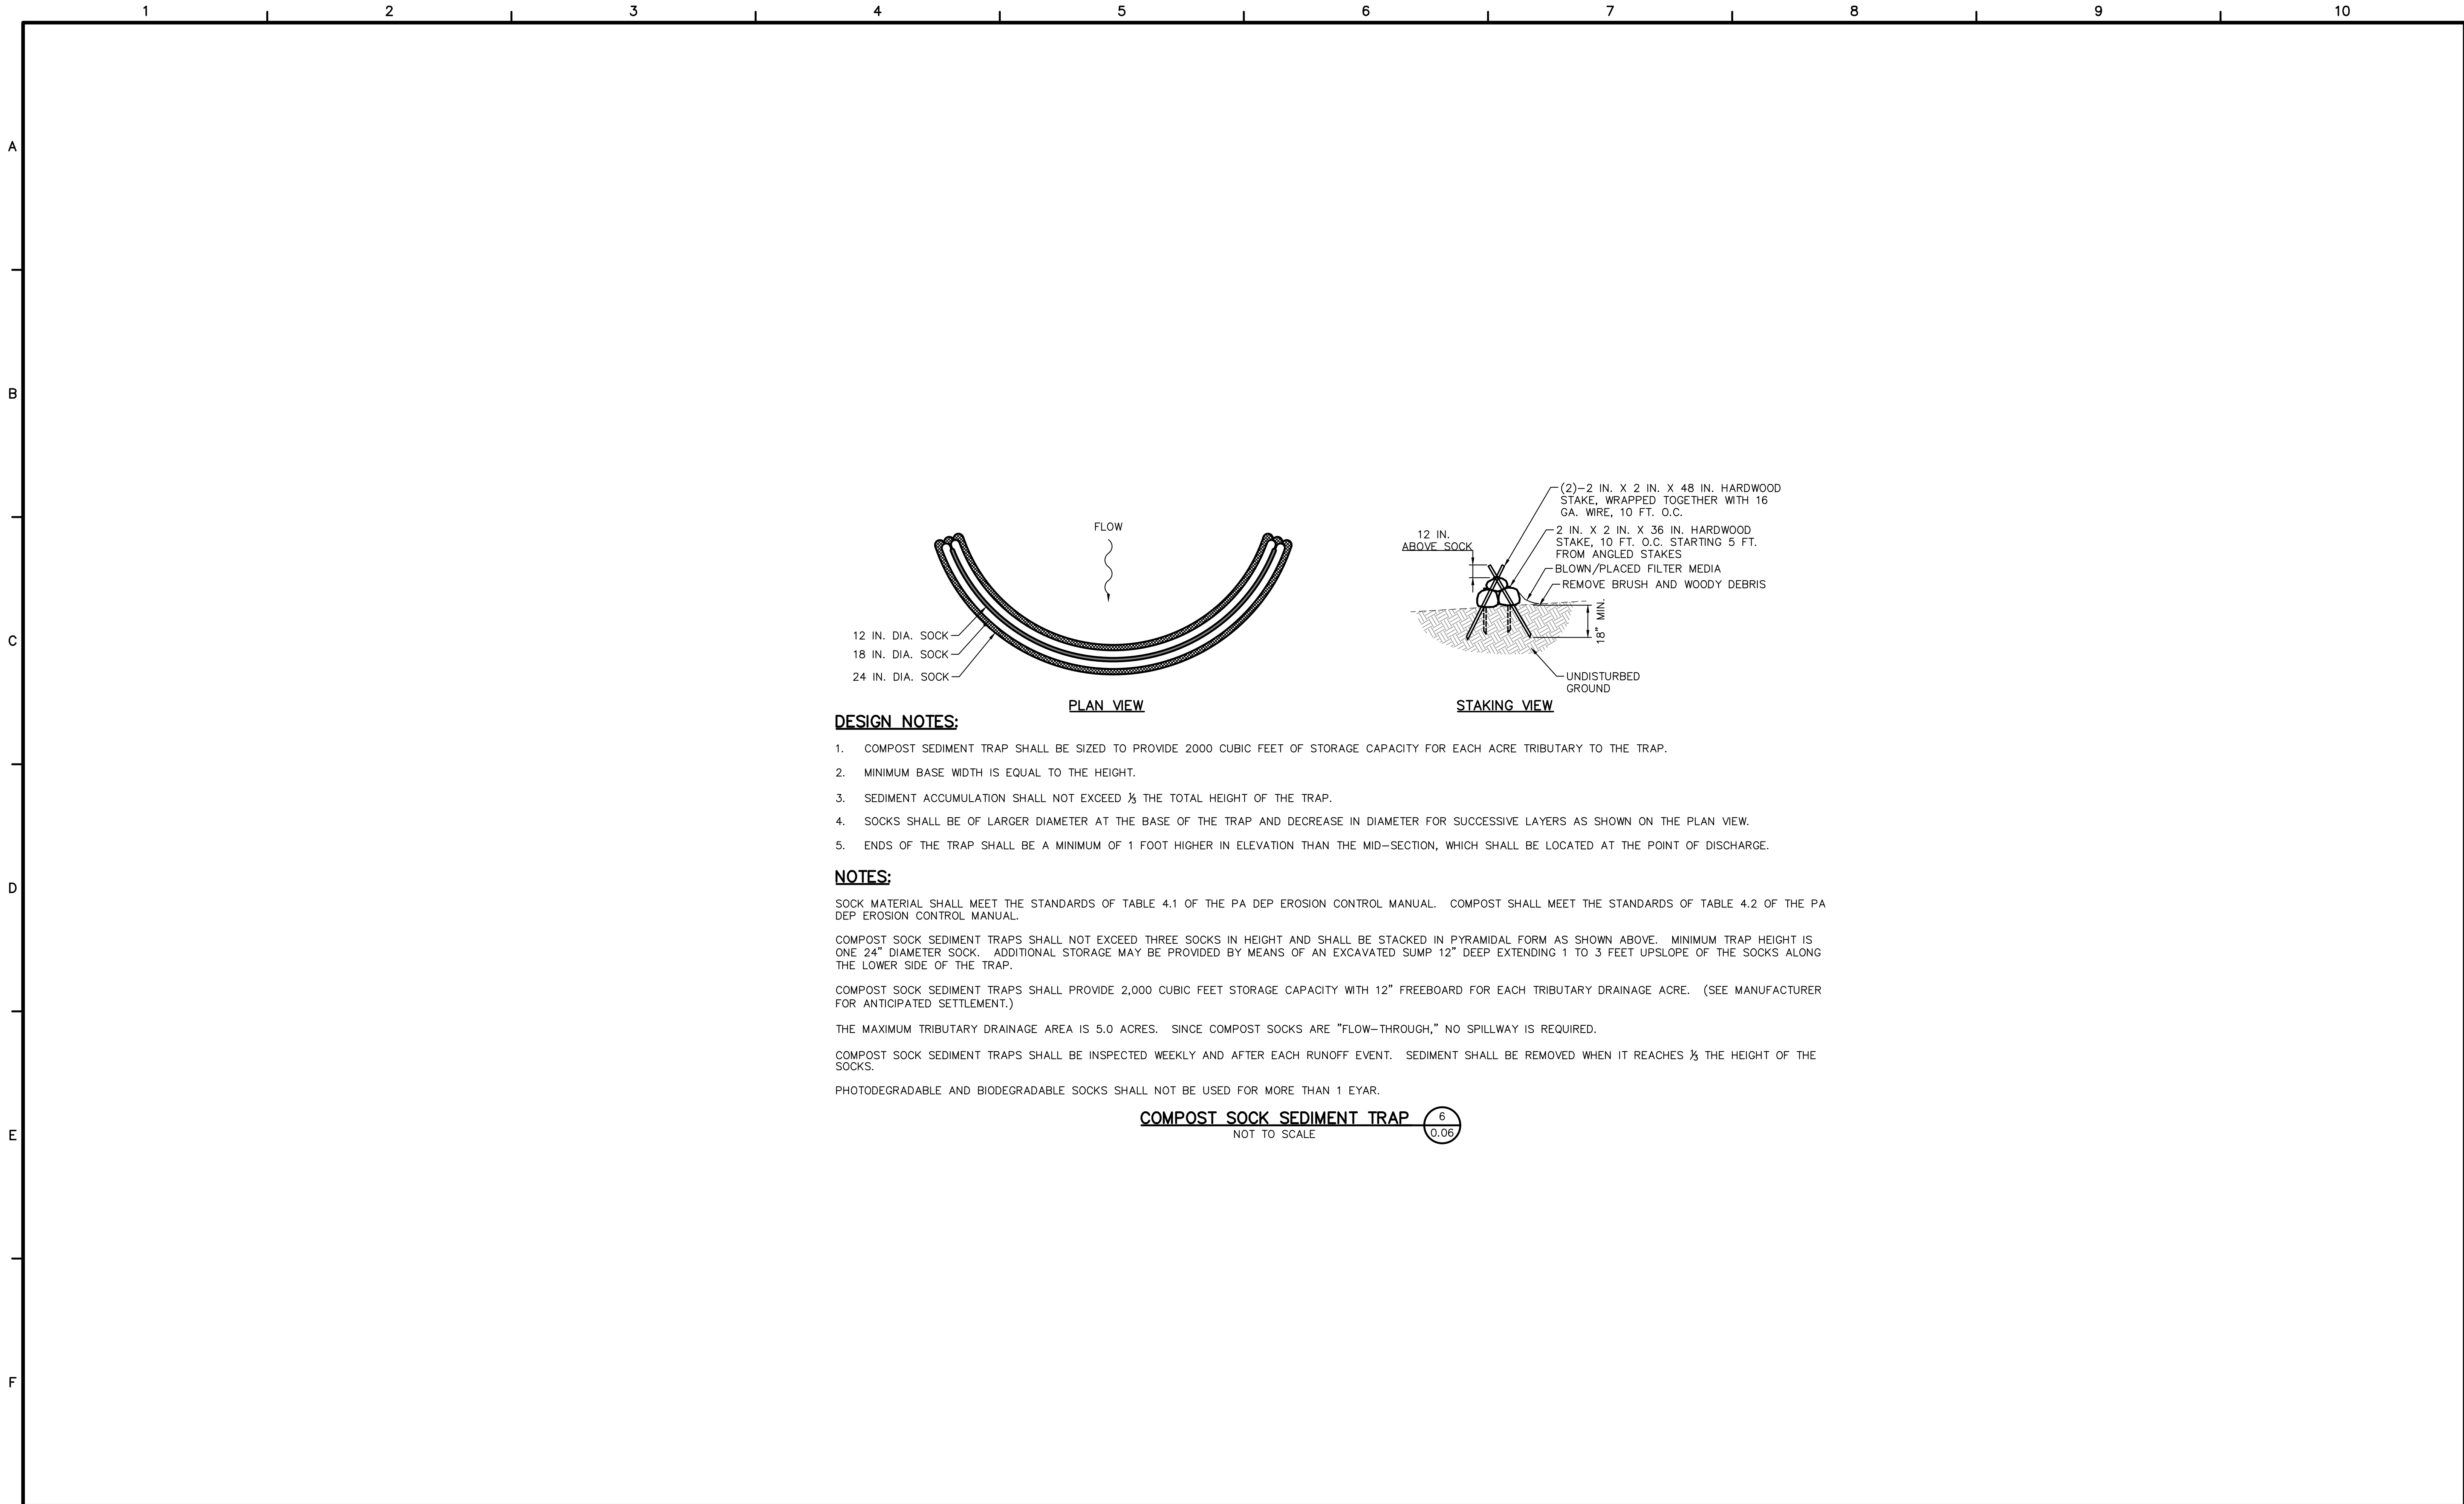 1 2 3 4 5 6 7 8 9 10
A
B
C
D
E
F
FLOW
12 IN. DIA. SOCK
18 IN. DIA. SOCK
24 IN. DIA. SOCK
PLAN VIEW
12 IN.
ABOVE SOCK
(2)-2 IN. X 2 IN. X 48 IN. HARDWOOD
STAKE, WRAPPED TOGETHER WITH 16
GA. WIRE, 10 FT. O.C.
2 IN. X 2 IN. X 36 IN. HARDWOOD
STAKE, 10 FT. O.C. STARTING 5 FT.
FROM ANGLED STAKES
BLOWN/PLACED FILTER MEDIA
REMOVE BRUSH AND WOODY DEBRIS
18" MIN.
UNDISTURBED
GROUND
STAKING VIEW
DESIGN NOTES:
1. COMPOST SEDIMENT TRAP SHALL BE SIZED TO PROVIDE 2000 CUBIC FEET OF STORAGE CAPACITY FOR EACH ACRE TRIBUTARY TO THE TRAP.
2. MINIMUM BASE WIDTH IS EQUAL TO THE HEIGHT.
3. SEDIMENT ACCUMULATION SHALL NOT EXCEED ⅓ THE TOTAL HEIGHT OF THE TRAP.
4. SOCKS SHALL BE OF LARGER DIAMETER AT THE BASE OF THE TRAP AND DECREASE IN DIAMETER FOR SUCCESSIVE LAYERS AS SHOWN ON THE PLAN VIEW.
5. ENDS OF THE TRAP SHALL BE A MINIMUM OF 1 FOOT HIGHER IN ELEVATION THAN THE MID-SECTION, WHICH SHALL BE LOCATED AT THE POINT OF DISCHARGE.
NOTES:
SOCK MATERIAL SHALL MEET THE STANDARDS OF TABLE 4.1 OF THE PA DEP EROSION CONTROL MANUAL. COMPOST SHALL MEET THE STANDARDS OF TABLE 4.2 OF THE PA
DEP EROSION CONTROL MANUAL.
COMPOST SOCK SEDIMENT TRAPS SHALL NOT EXCEED THREE SOCKS IN HEIGHT AND SHALL BE STACKED IN PYRAMIDAL FORM AS SHOWN ABOVE. MINIMUM TRAP HEIGHT IS
ONE 24" DIAMETER SOCK. ADDITIONAL STORAGE MAY BE PROVIDED BY MEANS OF AN EXCAVATED SUMP 12" DEEP EXTENDING 1 TO 3 FEET UPSLOPE OF THE SOCKS ALONG
THE LOWER SIDE OF THE TRAP.
COMPOST SOCK SEDIMENT TRAPS SHALL PROVIDE 2,000 CUBIC FEET STORAGE CAPACITY WITH 12" FREEBOARD FOR EACH TRIBUTARY DRAINAGE ACRE. (SEE MANUFACTURER
FOR ANTICIPATED SETTLEMENT.)
THE MAXIMUM TRIBUTARY DRAINAGE AREA IS 5.0 ACRES. SINCE COMPOST SOCKS ARE "FLOW-THROUGH," NO SPILLWAY IS REQUIRED.
COMPOST SOCK SEDIMENT TRAPS SHALL BE INSPECTED WEEKLY AND AFTER EACH RUNOFF EVENT. SEDIMENT SHALL BE REMOVED WHEN IT REACHES ⅓ THE HEIGHT OF THE
SOCKS.
PHOTODEGRADABLE AND BIODEGRADABLE SOCKS SHALL NOT BE USED FOR MORE THAN 1 EYAR.
COMPOST SOCK SEDIMENT TRAP
NOT TO SCALE
6
0.06